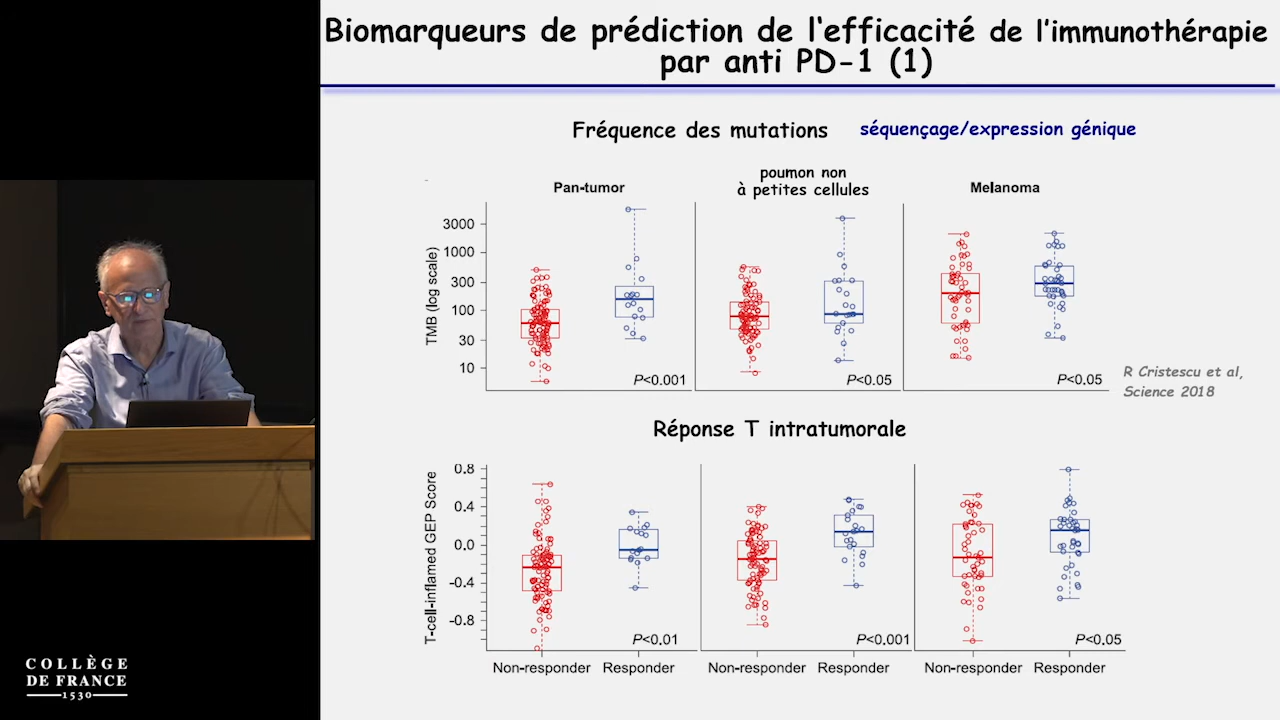 Biomarqueurs de prédiction de l'efficacité de l'immunothérapie
par anti PD-1 (1)
Fréquence des mutations séquençage/expression génique
Pan-tumor
poumon non
à petites cellules
Melanoma
TMB (log scale)
3000
1000
300
100
30
10
P<0.001
P<0.05
P<0.05
R Cristescu et al,
Science 2018
Réponse T intratumorale
T-cell-inflamed GEP Score
0.8
0.4
0.0
-0.4
-0.8
P<0.01
P<0.001
P<0.05
Non-responder Responder Non-responder Responder Non-responder Responder
COLLÈGE
DE FRANCE
1530